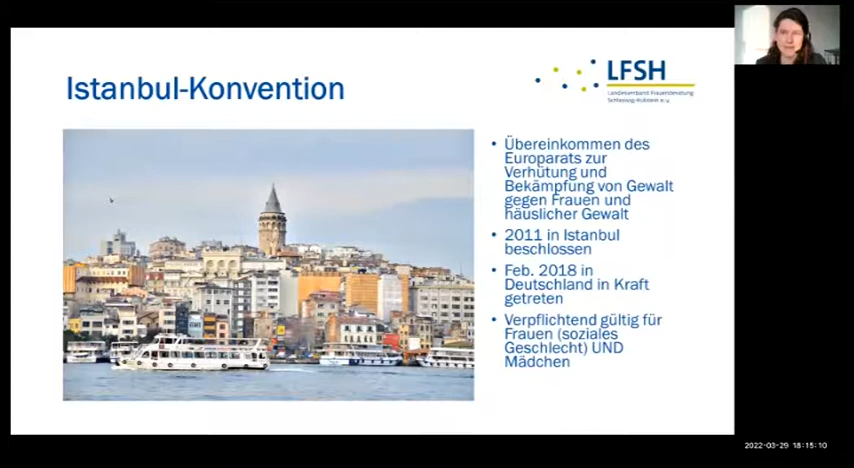 Istanbul-Konvention
LFSH
Landesverband Frauenberatung
Schleswig-Holstein e.V.
• Übereinkommen des
Europarats zur
Verhütung und
Bekämpfung von Gewalt
gegen Frauen und
häuslicher Gewalt
• 2011 in Istanbul
beschlossen
• Feb. 2018 in
Deutschland in Kraft
getreten
• Verpflichtend gültig für
Frauen (soziales
Geschlecht) UND
Mädchen
2022-03-29 18:15:10